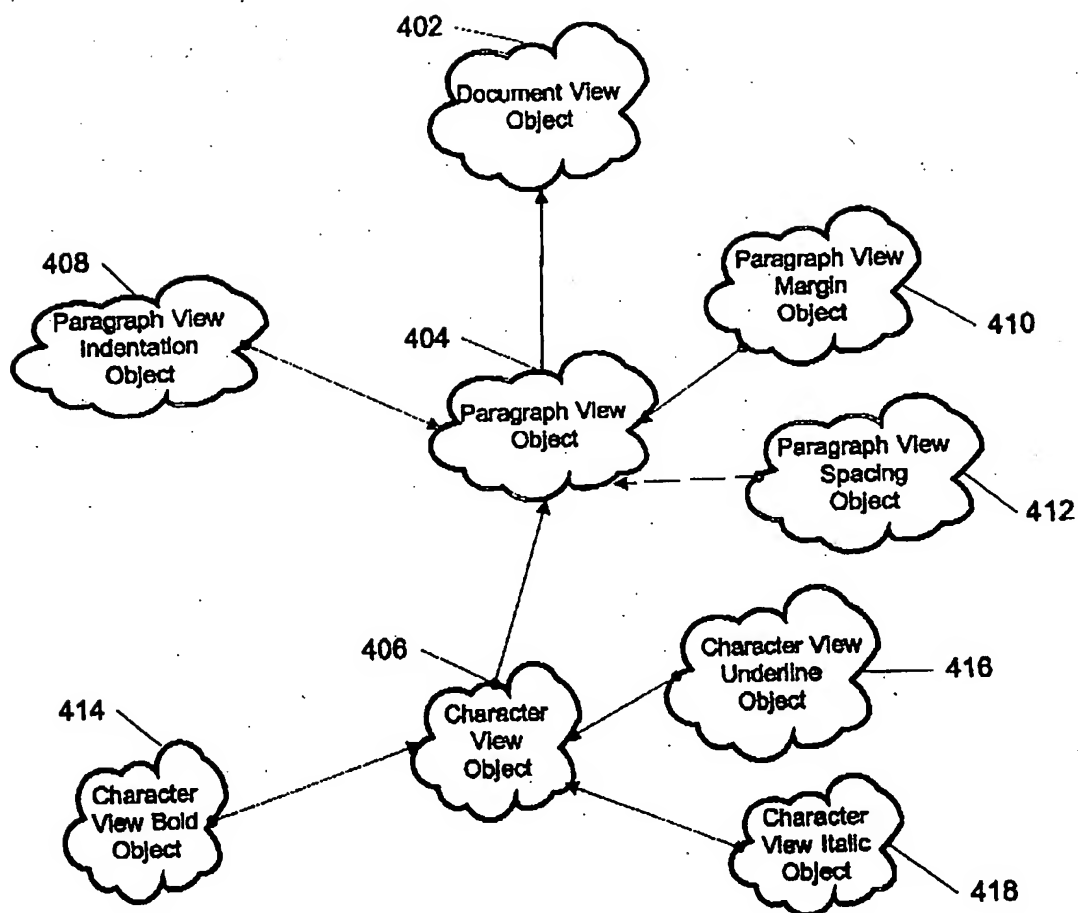 402
Document View
Object
408
Paragraph View
Indentation
Object
404
Paragraph View
Margin
Object
410
Paragraph View
Object
Paragraph View
Spacing
Object
412
406
Character View
Underline
Object
416
414
Character
View
Object
Character
View Bold
Object
Character
View Italic
Object
418